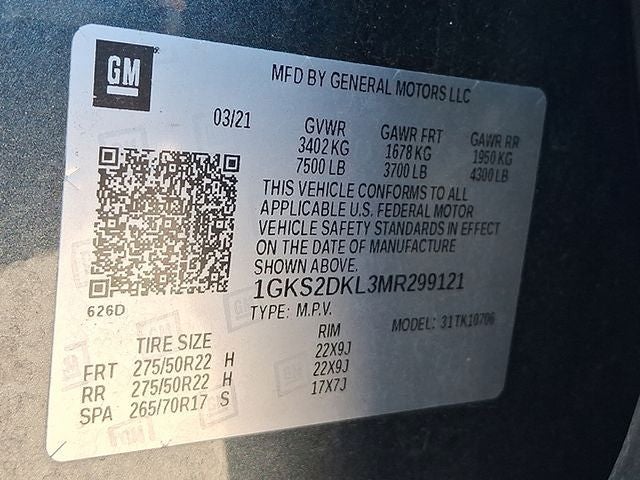 GM
MFD BY GENERAL MOTORS LLC
03/21 GVWR GAWR FRT GAWR RR
3402 KG 1678 KG 1950 KG
7500 LB 3700 LB 4300 LB
THIS VEHICLE CONFORMS TO ALL
APPLICABLE U.S. FEDERAL MOTOR
VEHICLE SAFETY STANDARDS IN EFFECT
ON THE DATE OF MANUFACTURE
SHOWN ABOVE.
1GKS2DKL3MR299121
626D
TYPE: M.P.V. MODEL: 31TK10706
TIRE SIZE RIM
FRT 275/50R22 H 22X9J
RR 275/50R22 H 22X9J
SPA 265/70R17 S 17X7J